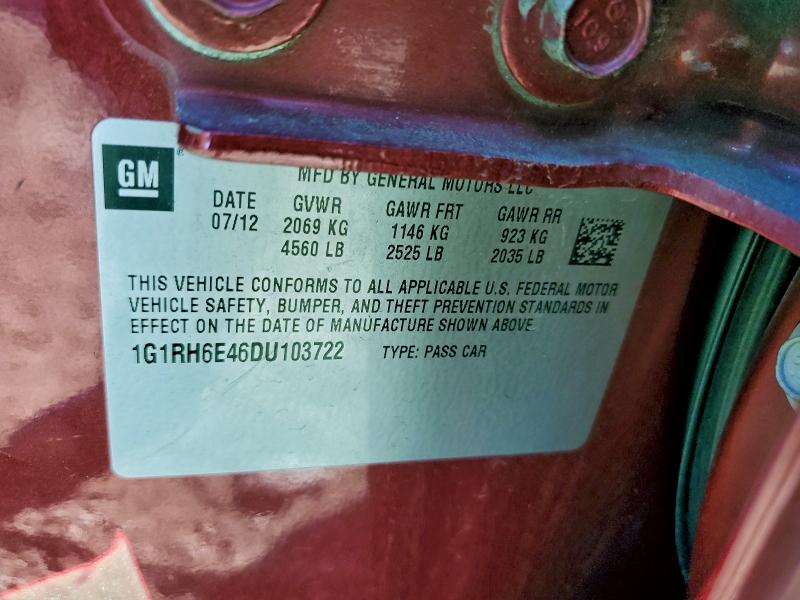 GM
®
MFD BY GENERAL MOTORS LLC
DATE GVWR GAWR FRT GAWR RR
07/12 2069 KG 1146 KG 923 KG
4560 LB 2525 LB 2035 LB
THIS VEHICLE CONFORMS TO ALL APPLICABLE U.S. FEDERAL MOTOR
VEHICLE SAFETY, BUMPER, AND THEFT PREVENTION STANDARDS IN
EFFECT ON THE DATE OF MANUFACTURE SHOWN ABOVE.
1G1RH6E46DU103722 TYPE: PASS CAR